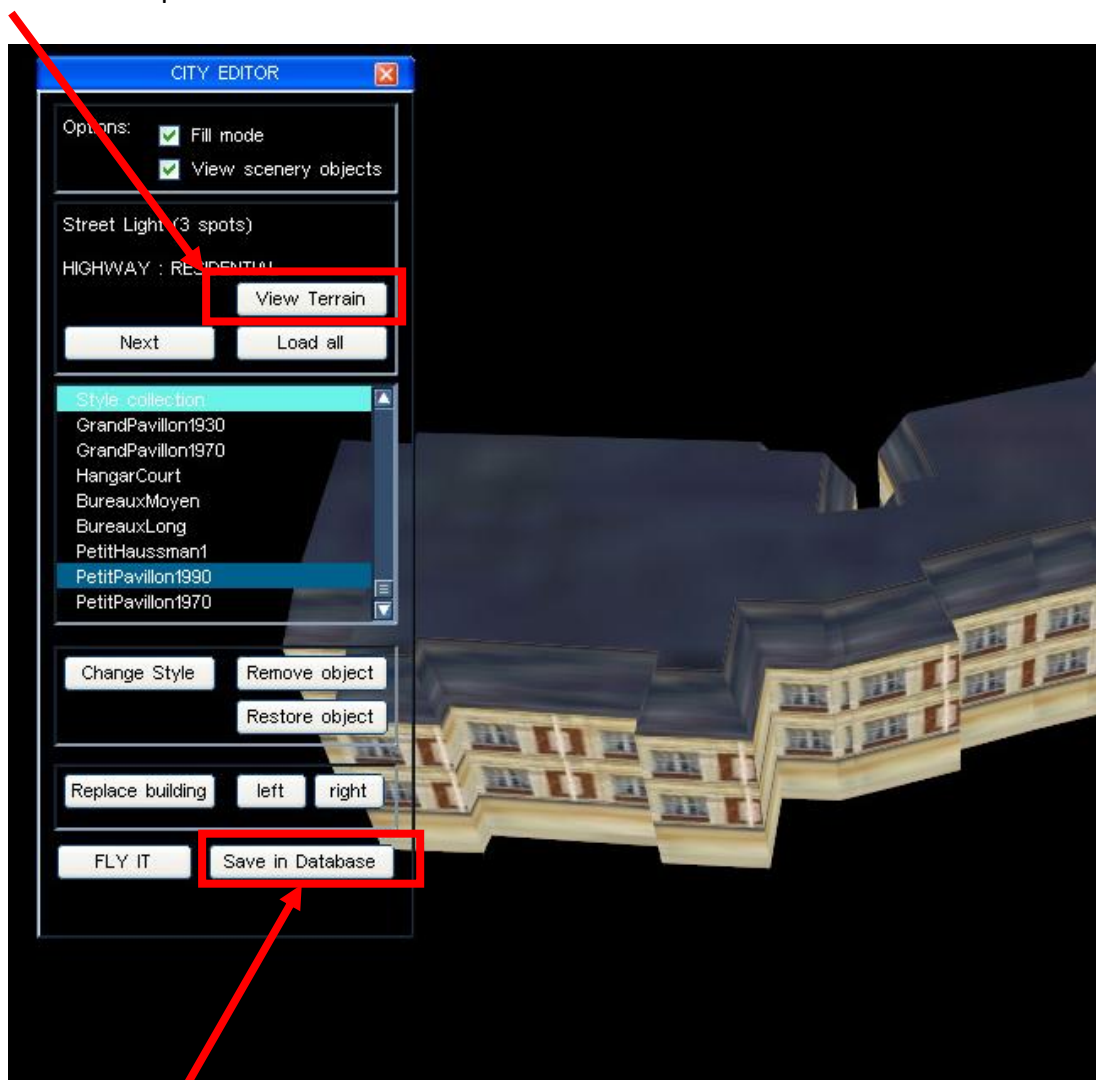 CITY EDITOR
Options:
Fill mode
View scenery objects
Street Light (3 spots)
HIGHWAY : RESIDENTIAL
View Terrain
Next
Load all
Style collection
GrandPavillon1930
GrandPavillon1970
HangarCourt
BureauxMoyen
BureauxLong
PetitHaussman1
PetitPavillon1990
PetitPavillon1970
Change Style
Remove object
Restore object
Replace building
left
right
FLY IT
Save in Database